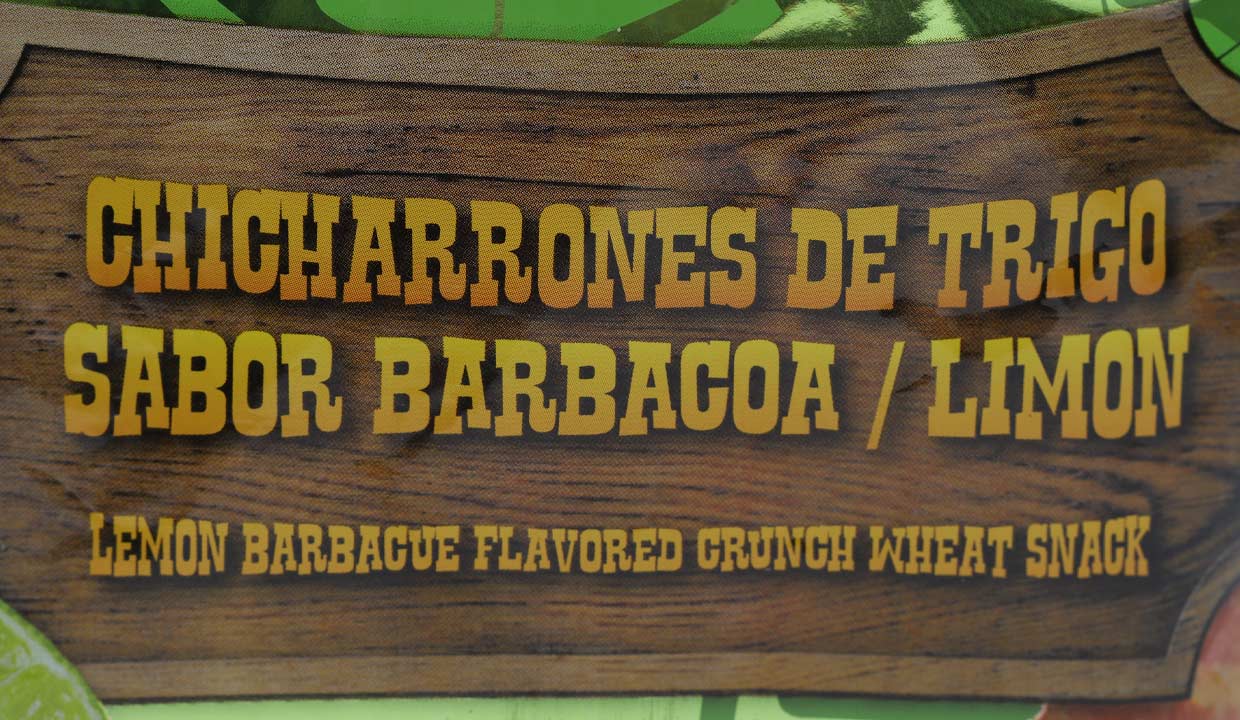 CHICHARRONES DE TRIGO
SABOR BARBACOA / LIMON
LEMON BARBACUE FLAVORED CRUNCH WHEAT SNACK